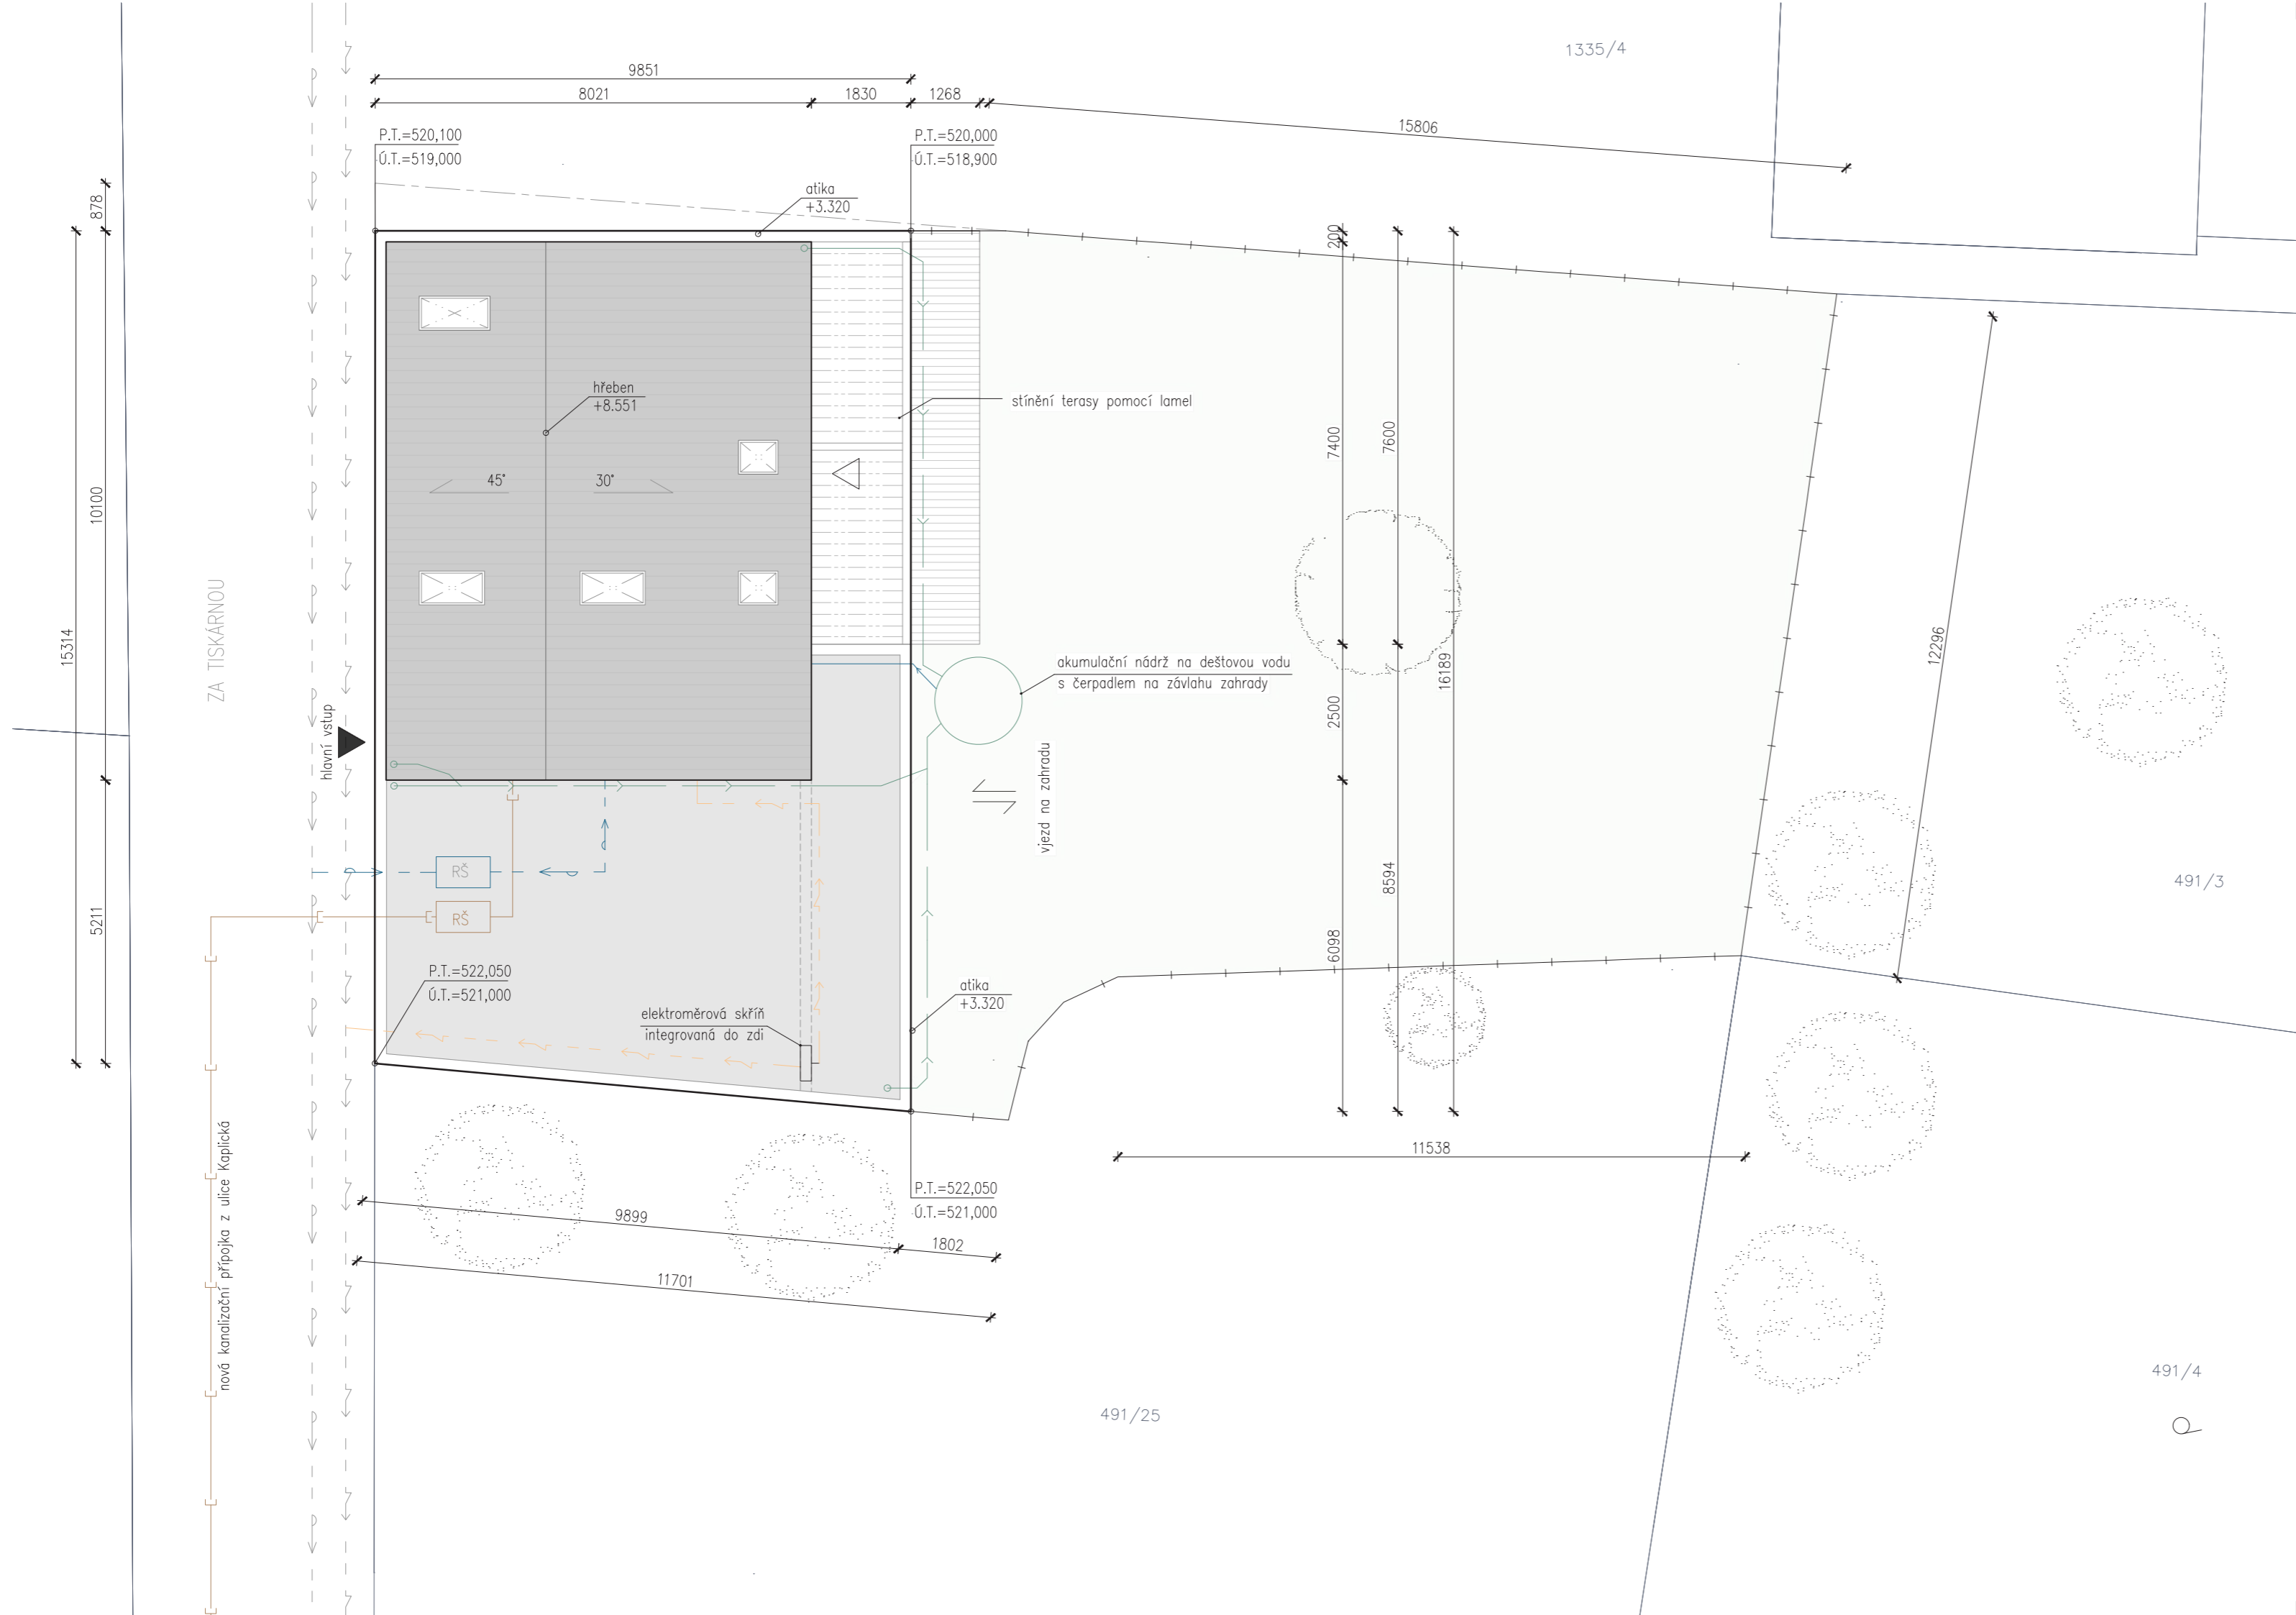 1335/4
9851
8021
1830
1268
15806
P.T.=520,100
Ú.T.=519,000
P.T.=520,000
Ú.T.=518,900
atika
+3.320
878
200
hřeben
+8.551
stínění terasy pomocí lamel
7400
7600
45°
30°
10100
15314
ZA TISKÁRNOU
12296
16189
akumulační nádrž na deštovou vodu
s čerpadlem na závlahu zahrady
2500
hlavní vstup
vjezd na zahradu
RŠ
RŠ
8594
491/3
5211
6098
P.T.=522,050
Ú.T.=521,000
atika
+3.320
elektroměrová skříň
integrovaná do zdi
11538
nová kanalizační přípojka z ulice Kaplická
P.T.=522,050
Ú.T.=521,000
9899
1802
11701
491/4
491/25